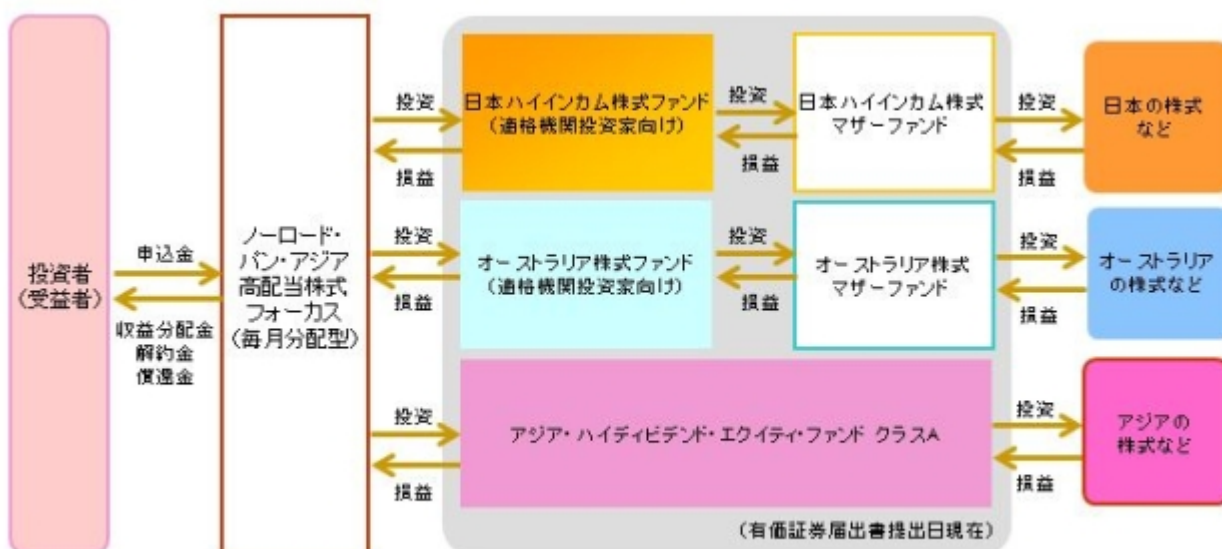 投資者
(受益者)
申込金
収益分配金
解約金
償還金
ノーロード・
パン・アジア
高配当株式
フォーカス
(毎月分配型)
投資
損益
日本ハイインカム株式ファンド
(適格機関投資家向け)
投資
損益
日本ハイインカム株式
マザーファンド
投資
損益
日本の株式
など
投資
損益
オーストラリア株式ファンド
(適格機関投資家向け)
投資
損益
オーストラリア株式
マザーファンド
投資
損益
オーストラリア
の株式など
投資
損益
アジア・ハイディビデンド・エクイティ・ファンド クラスA
投資
損益
アジアの
株式など
(有価証券届出書提出日現在)